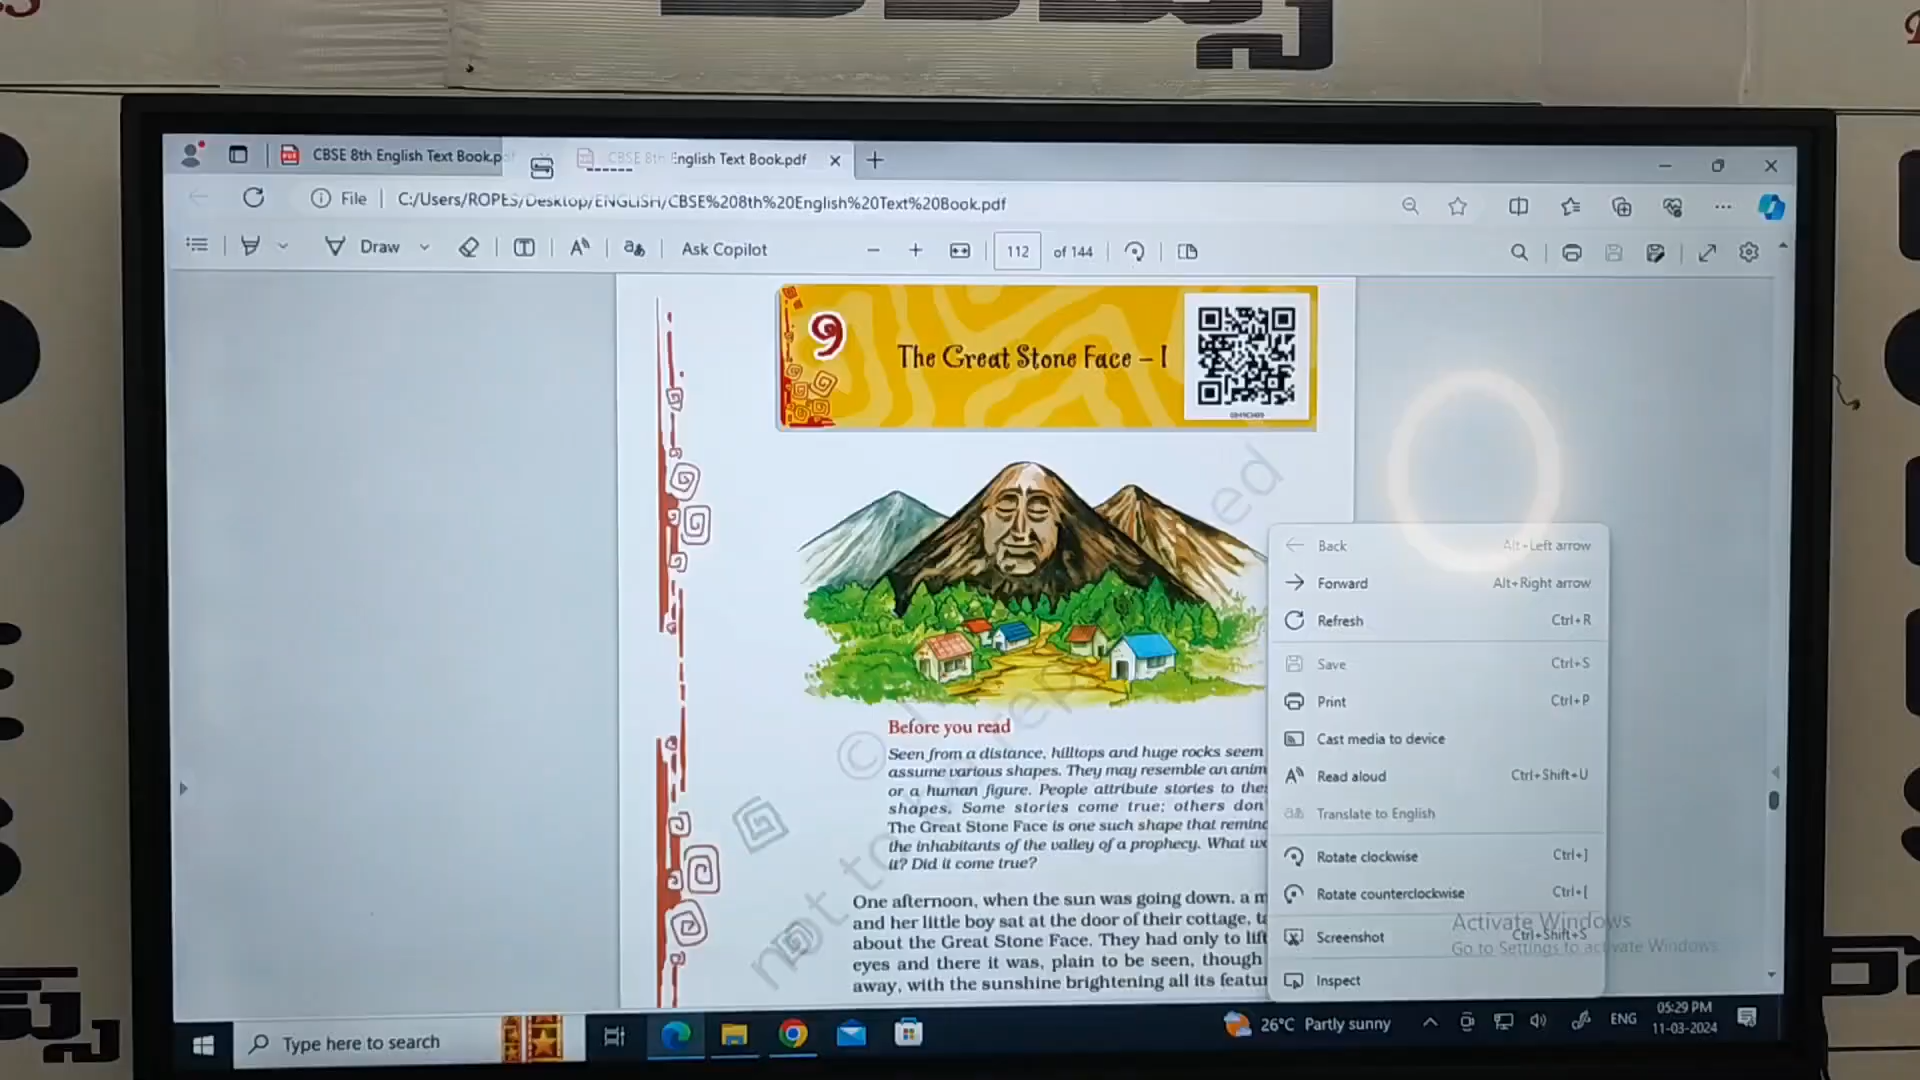 CBSE 8th English Text Book.p
CBSE 8th English Text Book.pdf
File
C:/Users/ROPES/Desktop/ENGLISH/CBSE%208th%20English%20Text%20Book.pdf
Draw
Ask Copilot
112 of 144
9
The Great Stone Face – I
Before you read
Seen from a distance, hilltops and huge rocks seem
assume various shapes. They may resemble an anim
or a human figure. People attribute stories to the
shapes. Some stories come true; others don
The Great Stone Face is one such shape that remind
the inhabitants of the valley of a prophecy. What w
it? Did it come true?
One afternoon, when the sun was going down, a m
and her little boy sat at the door of their cottage, t
about the Great Stone Face. They had only to lift
eyes and there it was, plain to be seen, though
away, with the sunshine brightening all its featu
©
not to
rep
ed
Back Alt+Left arrow
Forward Alt+Right arrow
Refresh Ctrl+R
Save Ctrl+S
Print Ctrl+P
Cast media to device
Read aloud Ctrl+Shift+U
Translate to English
Rotate clockwise Ctrl+]
Rotate counterclockwise Ctrl+[
Screenshot Ctrl+Shift+S
Inspect
Activate Windows
Go to Settings to activate Windows.
Type here to search
26°C Partly sunny
ENG
05:29 PM
11-03-2024